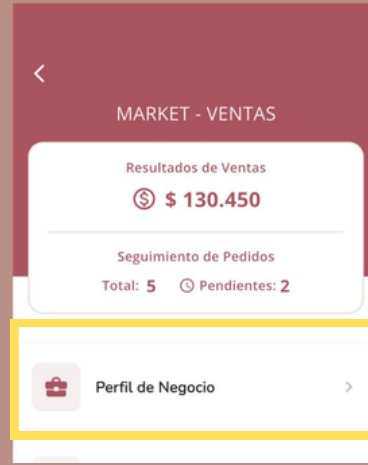 MARKET - VENTAS
Resultados de Ventas
$ 130.450
Seguimiento de Pedidos
Total: 5 Pendientes: 2
Perfil de Negocio